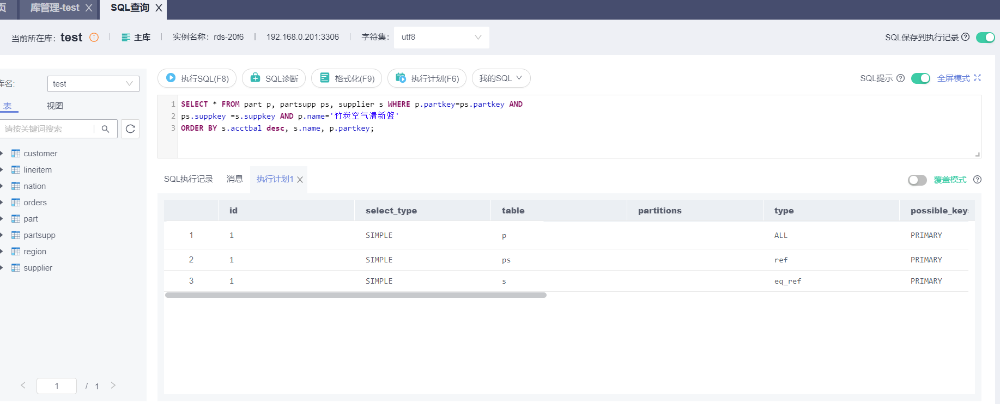 页 库管理-test X SQL查询 X
当前所在库: test 主库 实例名称: rds-20f6 192.168.0.201:3306 字符集: utf8 SQL保存到执行记录
库名: test
执行SQL(F8) SQL诊断 格式化(F9) 执行计划(F6) 我的SQL SQL提示 全屏模式
表 视图
请按关键词搜索
customer
lineitem
nation
orders
part
partsupp
region
supplier
1 / 1
1 SELECT * FROM part p, partsupp ps, supplier s WHERE p.partkey=ps.partkey AND
2 ps.suppkey =s.suppkey AND p.name='竹炭空气清新篮'
3 ORDER BY s.acctbal desc, s.name, p.partkey;
SQL执行记录 消息 执行计划1 X 覆盖模式
id select_type table partitions type possible_key
1 1 SIMPLE p ALL PRIMARY
2 1 SIMPLE ps ref PRIMARY
3 1 SIMPLE s eq_ref PRIMARY